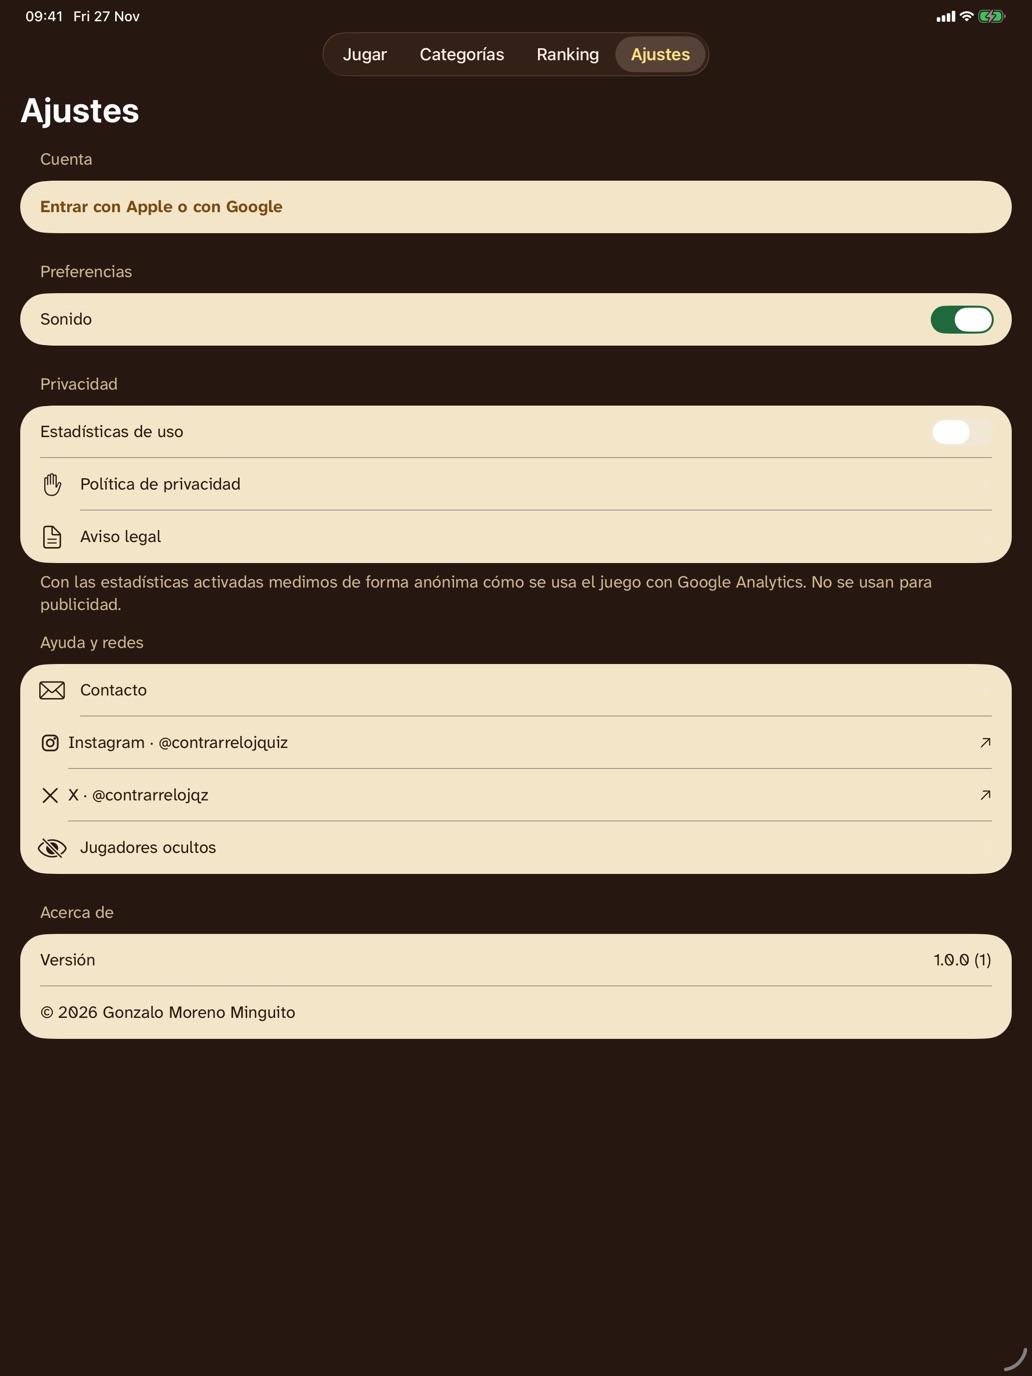 09:41 Fri 27 Nov
Jugar Categorías Ranking Ajustes
Ajustes
Cuenta
Entrar con Apple o con Google
Preferencias
Sonido
Privacidad
Estadísticas de uso
Política de privacidad
Aviso legal
Con las estadísticas activadas medimos de forma anónima cómo se usa el juego con Google Analytics. No se usan para
publicidad.
Ayuda y redes
Contacto
Instagram · @contrarrelojquiz
X · @contrarrelojqz
Jugadores ocultos
Acerca de
Versión 1.0.0 (1)
© 2026 Gonzalo Moreno Minguito